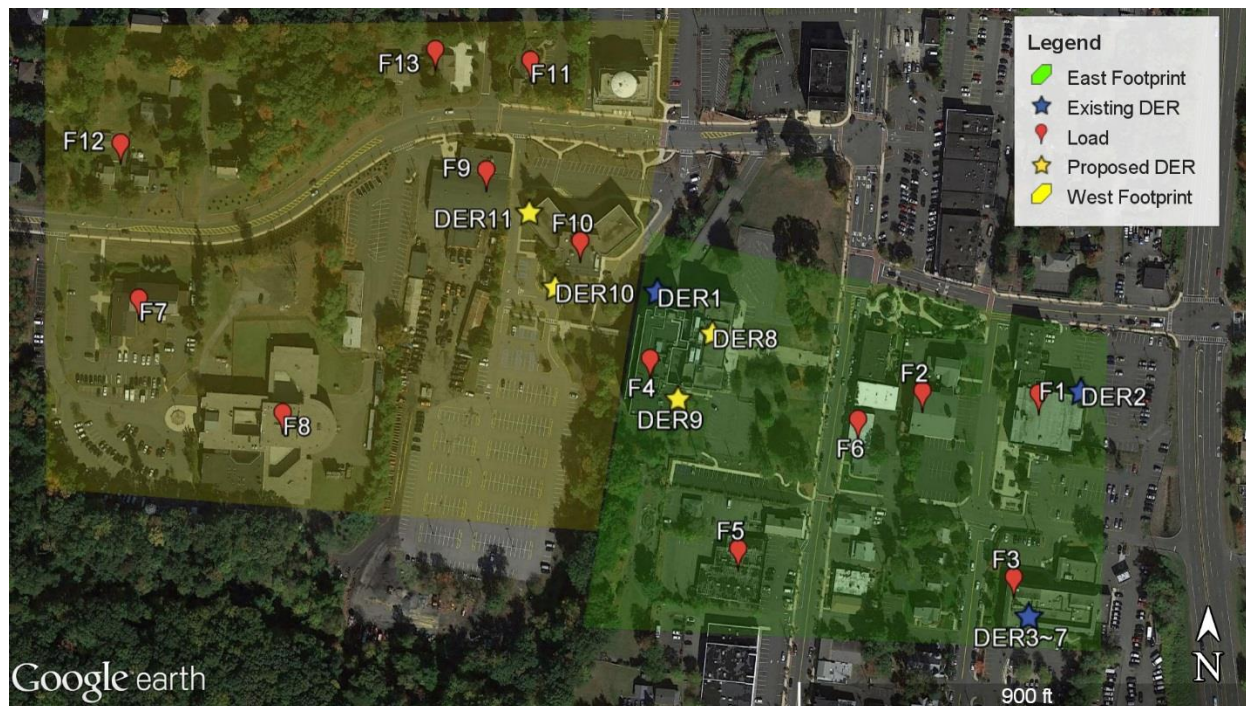 Legend
East Footprint
Existing DER
Load
Proposed DER
West Footprint
F13
F11
F12
F9
DER11
F10
DER10
DER1
F7
DER8
F4
F2
F1
DER2
DER9
F8
F6
F5
F3
DER3~7
Google earth
900 ft
N